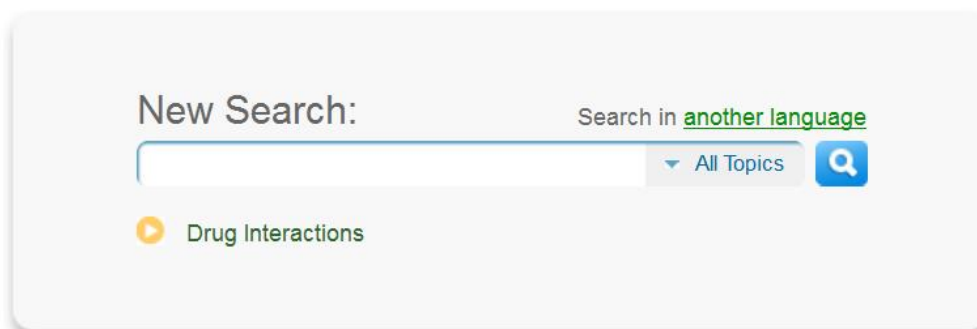 New Search:
Search in another language
All Topics
Drug Interactions